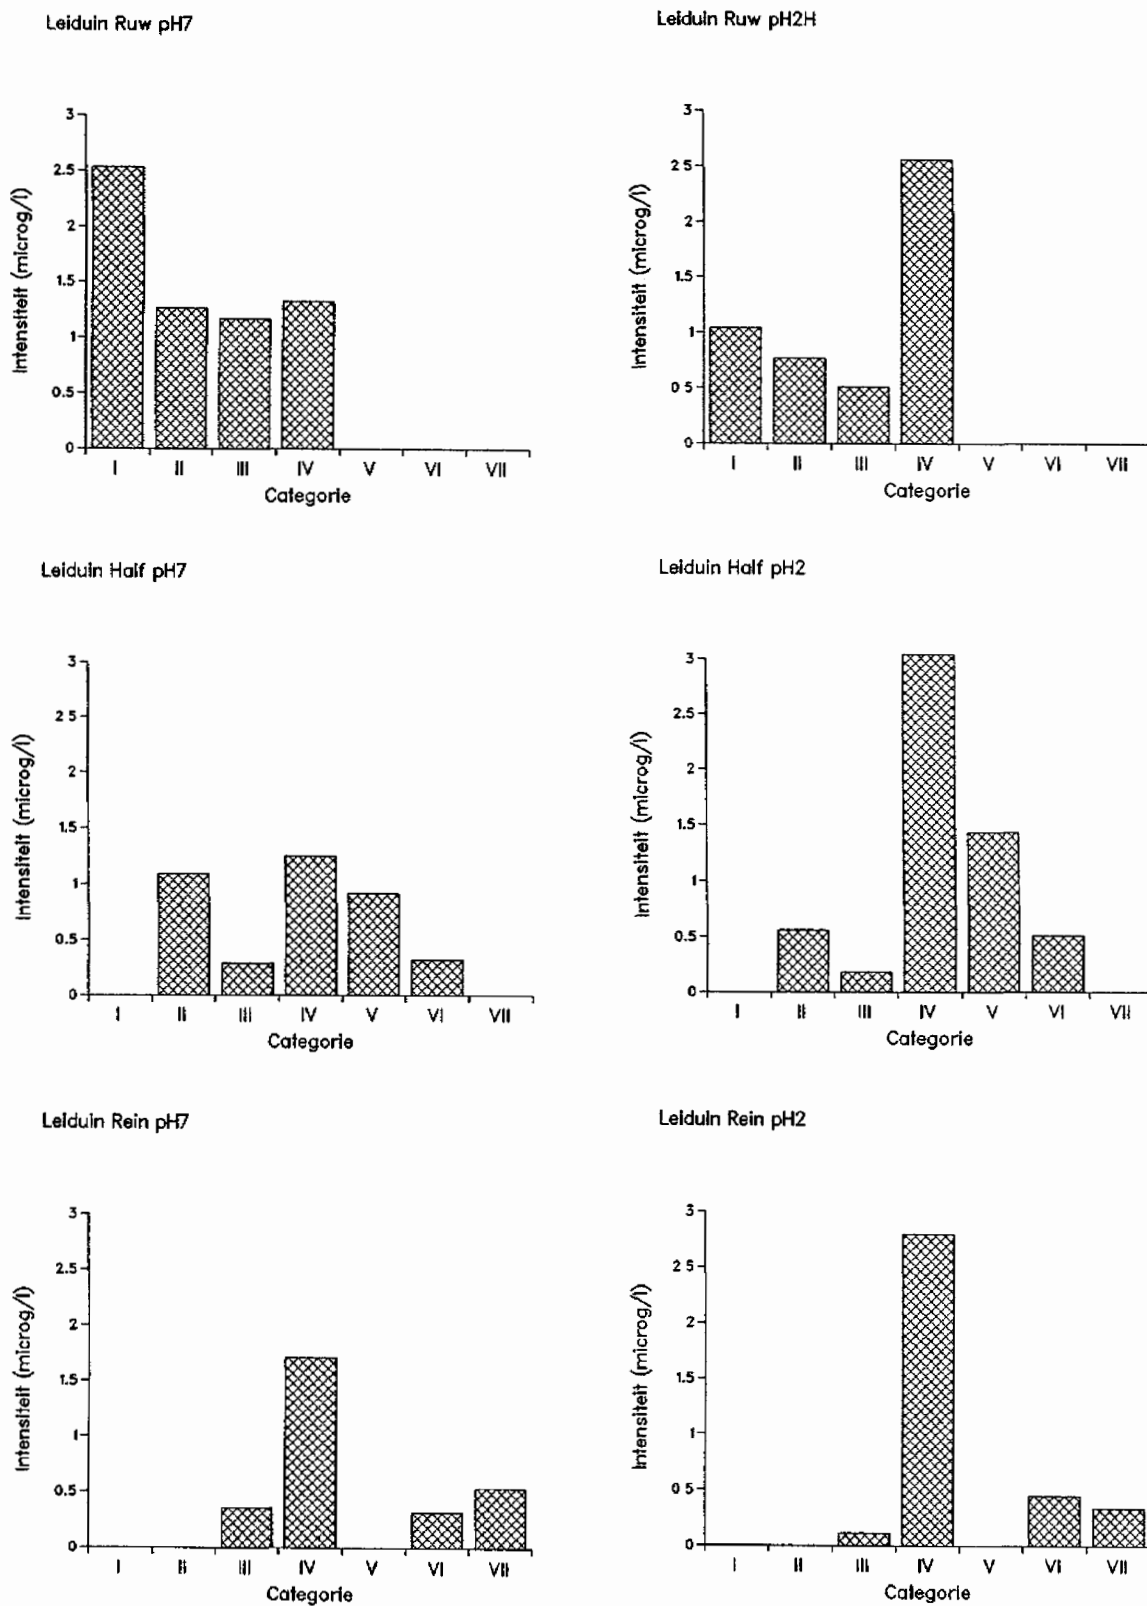 Leiduin Ruw pH7
Intensiteit (microg/l)
3
2.5
2
1.5
1
0.5
0
I II III IV V VI VII
Categorie
Leiduin Ruw pH2H
Intensiteit (microg/l)
3
2 5
2
1.5
1
0 5
0
I II III IV V VI VII
Categorie
Leiduin Half pH7
Intensiteit (microg/l)
3
2 5
2
1.5
1
0.5
0
I II III IV V VI VII
Categorie
Leiduin Half pH2
Intensiteit (microg/l)
3
2 5
2
1.5
1
0.5
0
I II III IV V VI VII
Categorie
Leiduin Rein pH7
Intensiteit (microg/l)
3
2.5
2
1.5
1
0.5
0
I II III IV V VI VII
Categorie
Leiduin Rein pH2
Intensiteit (microg/l)
3
2 5
2
1.5
1
0 5
0
I II III IV V VI VII
Categorie